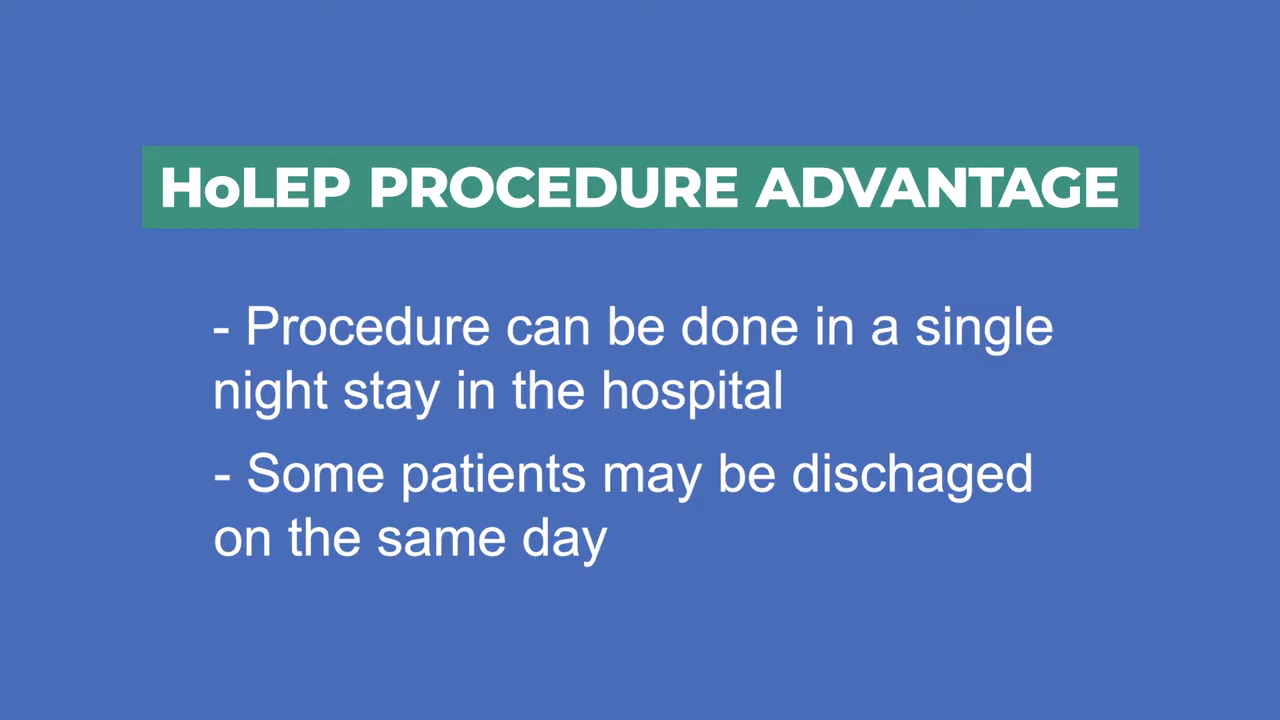 HoLEP PROCEDURE ADVANTAGE
- Procedure can be done in a single
night stay in the hospital
- Some patients may be dischaged
on the same day